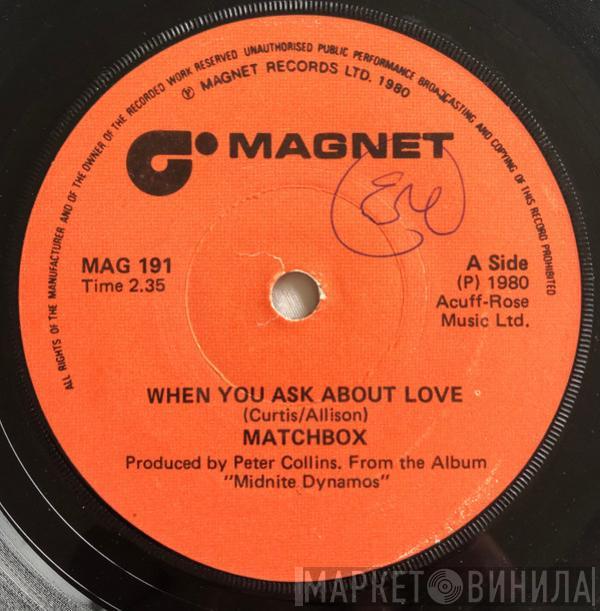 ALL RIGHTS OF THE MANUFACTURER AND OF THE OWNER OF THE RECORDED WORK RESERVED UNAUTHORISED PUBLIC PERFORMANCE BROADCASTING AND COPYING OF THIS RECORD PROHIBITED
Ⓟ MAGNET RECORDS LTD. 1980
MAGNET
MAG 191
Time 2.35
A Side
(P) 1980
Acuff-Rose
Music Ltd.
WHEN YOU ASK ABOUT LOVE
(Curtis/Allison)
MATCHBOX
Produced by Peter Collins. From the Album
"Midnite Dynamos"
МАРКЕТ ВИНИЛА